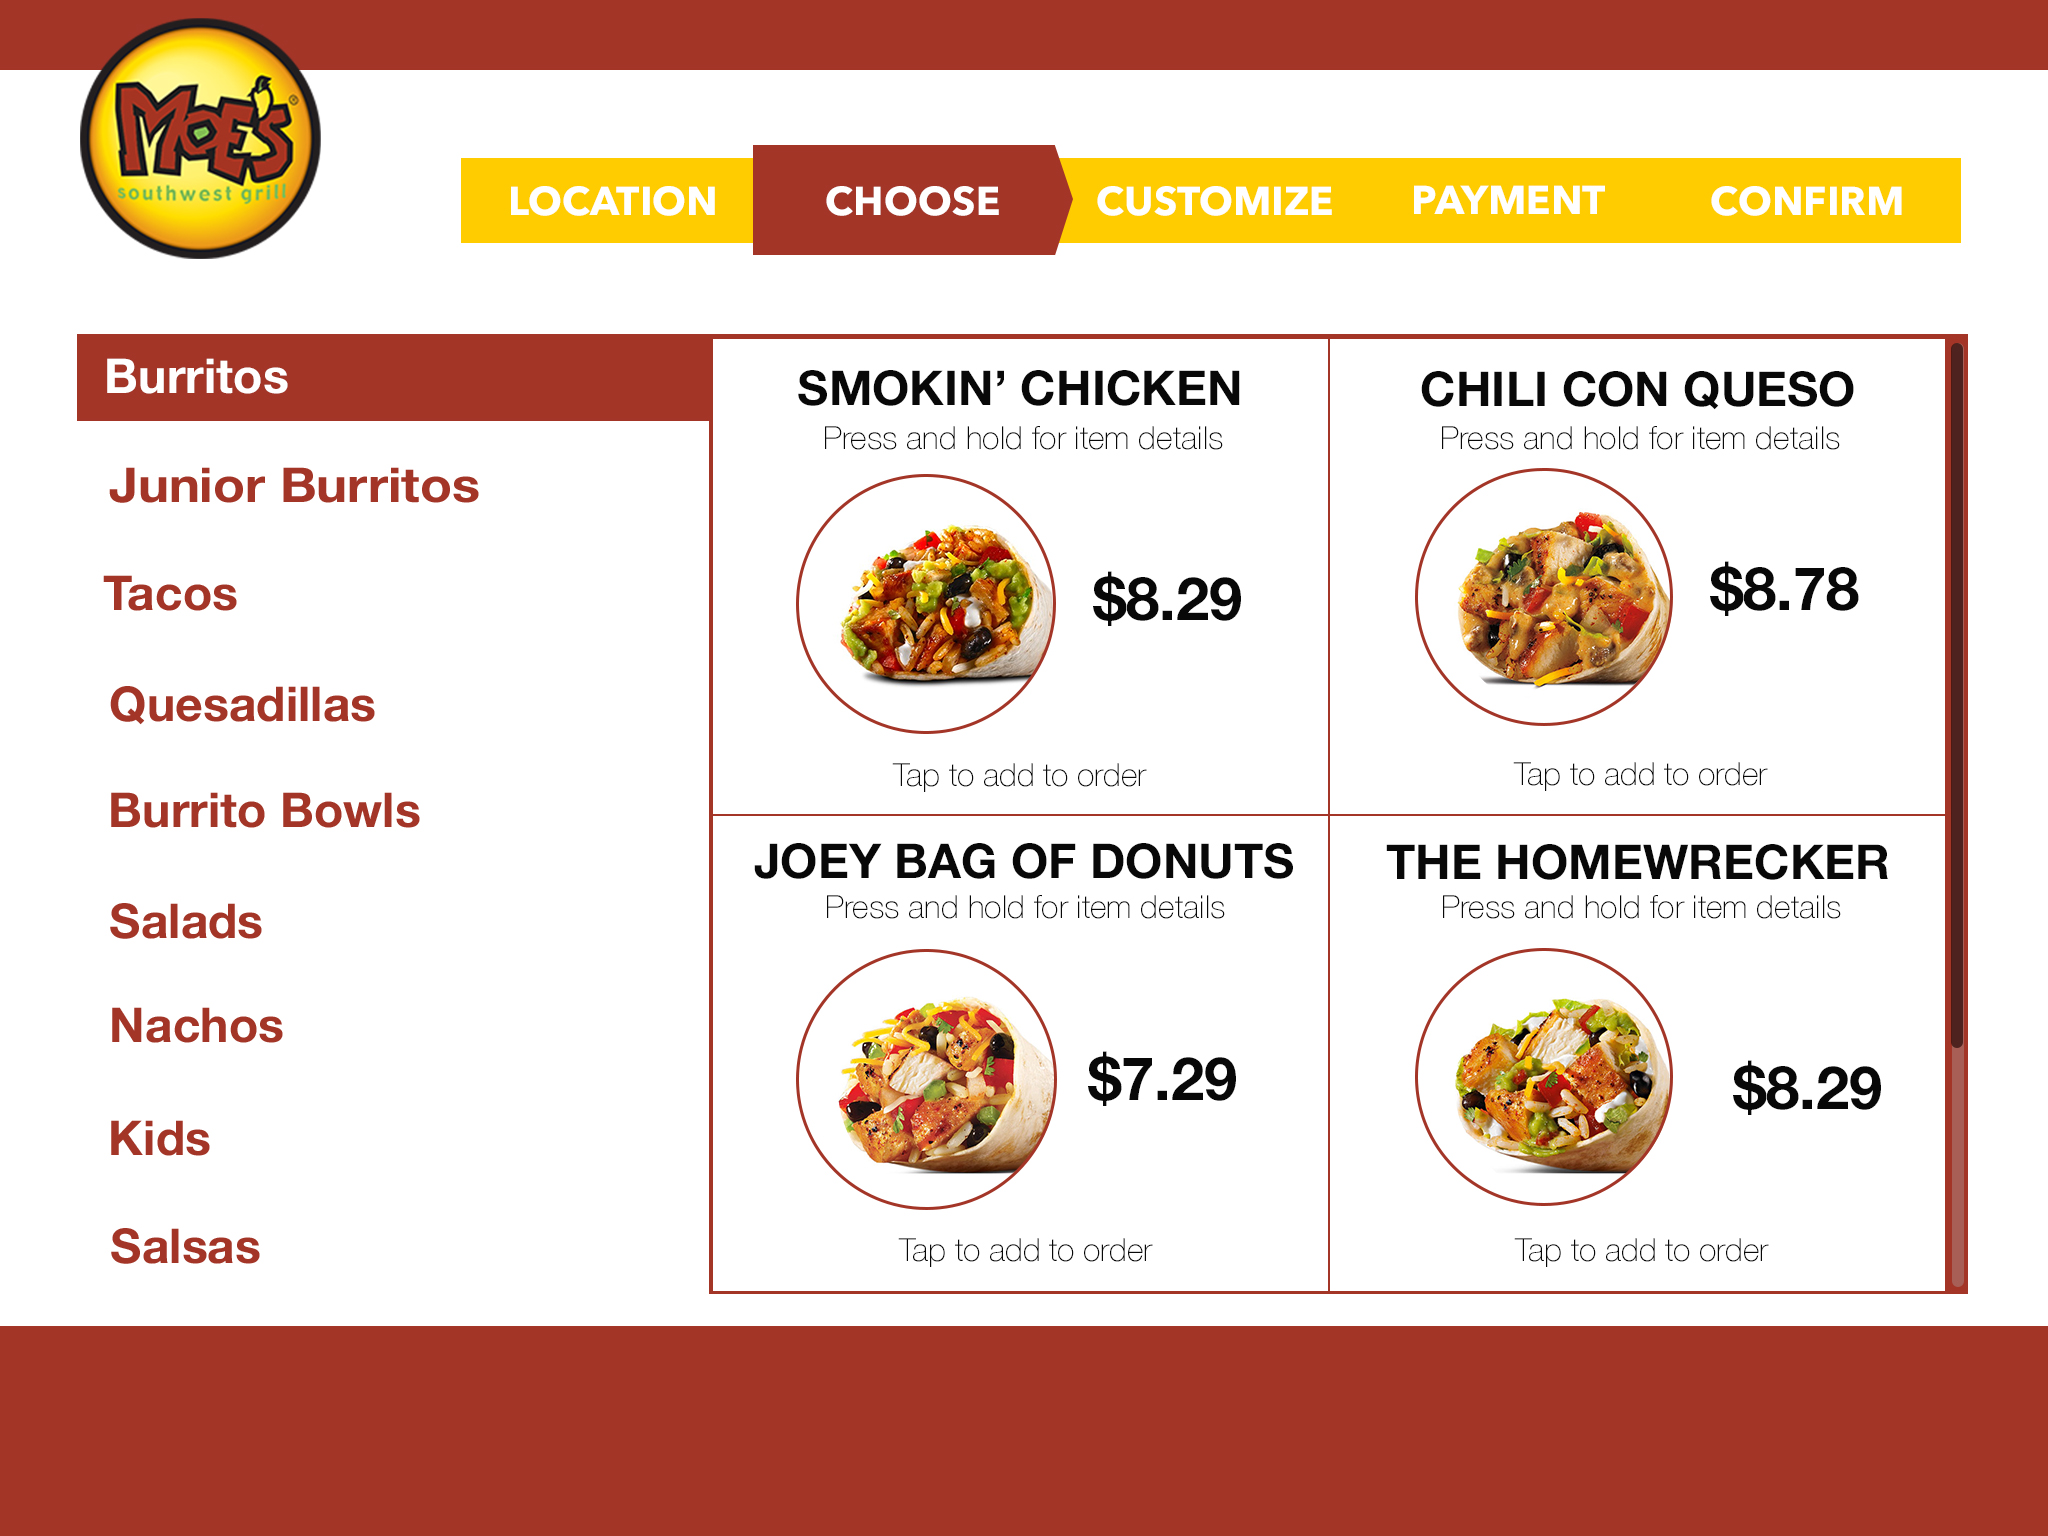 MOE'S®
southwest grill
LOCATION
CHOOSE
CUSTOMIZE
PAYMENT
CONFIRM
Burritos
Junior Burritos
Tacos
Quesadillas
Burrito Bowls
Salads
Nachos
Kids
Salsas
SMOKIN’ CHICKEN
Press and hold for item details
$8.29
Tap to add to order
CHILI CON QUESO
Press and hold for item details
$8.78
Tap to add to order
JOEY BAG OF DONUTS
Press and hold for item details
$7.29
Tap to add to order
THE HOMEWRECKER
Press and hold for item details
$8.29
Tap to add to order